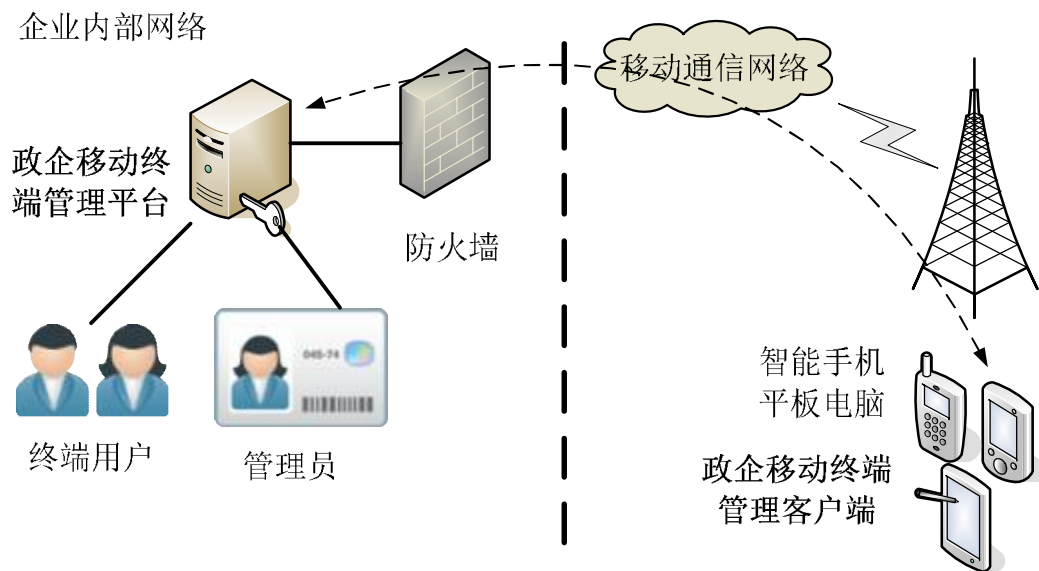 企业内部网络
移动通信网络
政企移动终
端管理平台
防火墙
045-74
终端用户
管理员
智能手机
平板电脑
政企移动终端
管理客户端